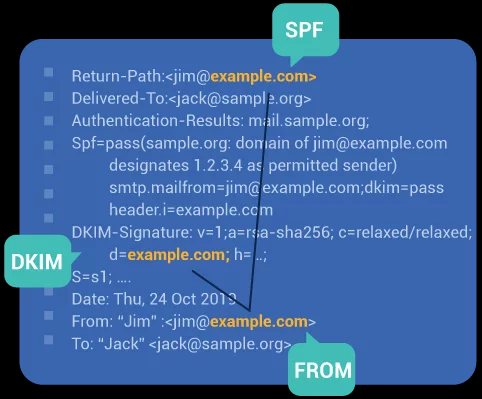 SPF
Return-Path:<jim@example.com>
Delivered-To:<jack@sample.org>
Authentication-Results: mail.sample.org;
Spf=pass(sample.org: domain of jim@example.com
designates 1.2.3.4 as permitted sender)
smtp.mailfrom=jim@example.com;dkim=pass
header.i=example.com
DKIM-Signature: v=1;a=rsa-sha256; c=relaxed/relaxed;
DKIM
d=example.com; h=...;
S=s1; ....
Date: Thu, 24 Oct 2019
From: “Jim” :<jim@example.com>
To: “Jack” <jack@sample.org>
FROM